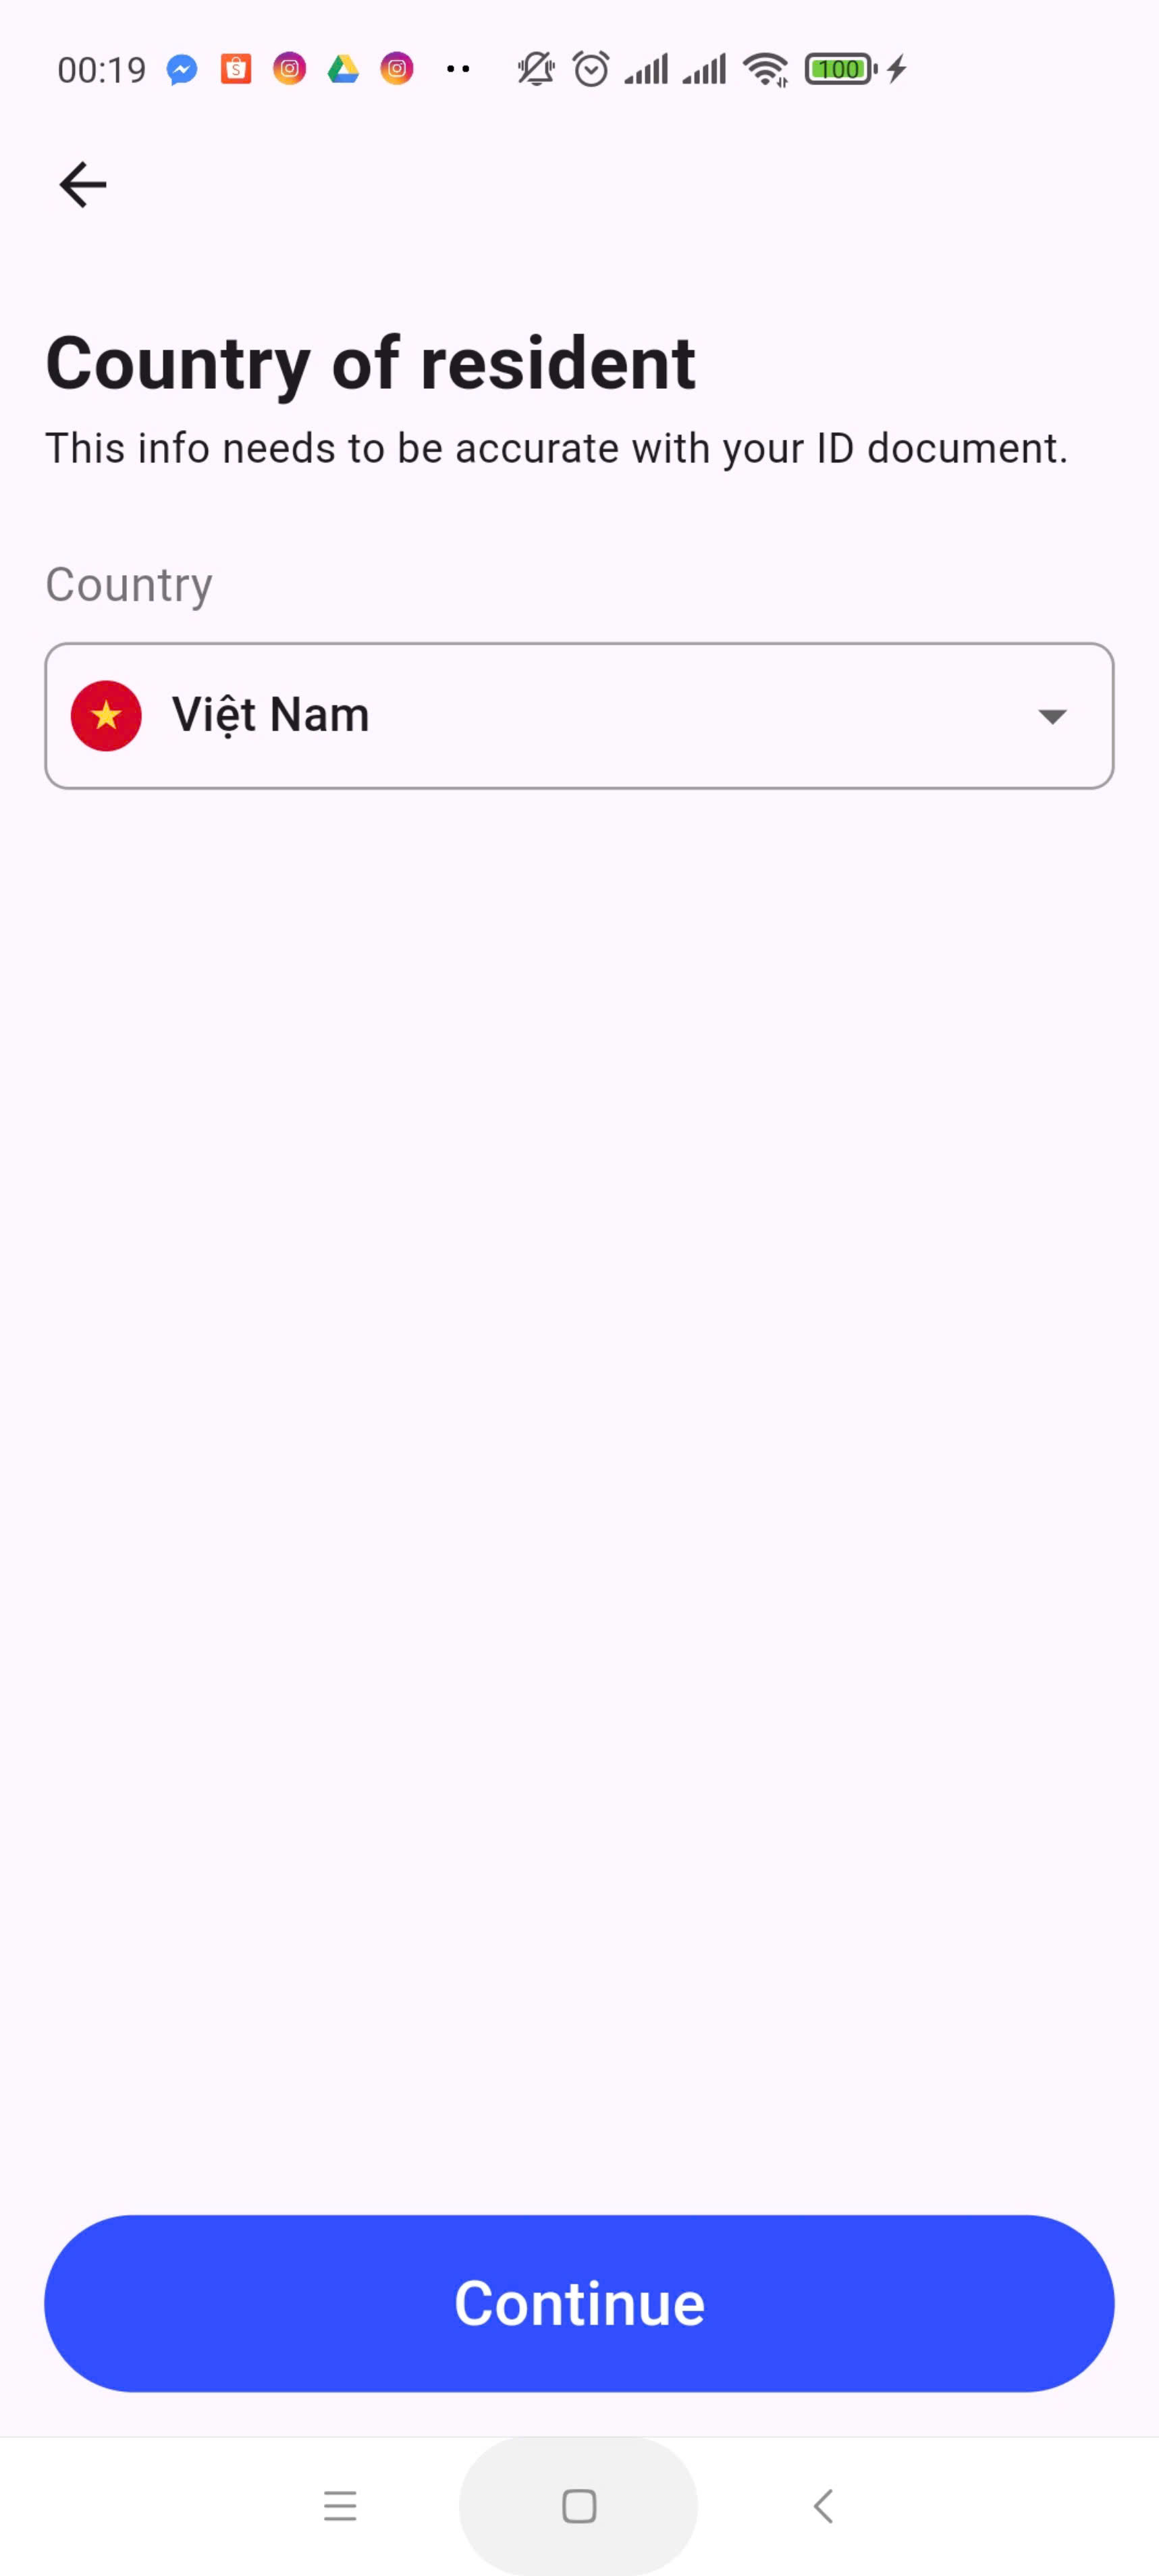 00:19
100
Country of resident
This info needs to be accurate with your ID document.
Country
Việt Nam
Continue